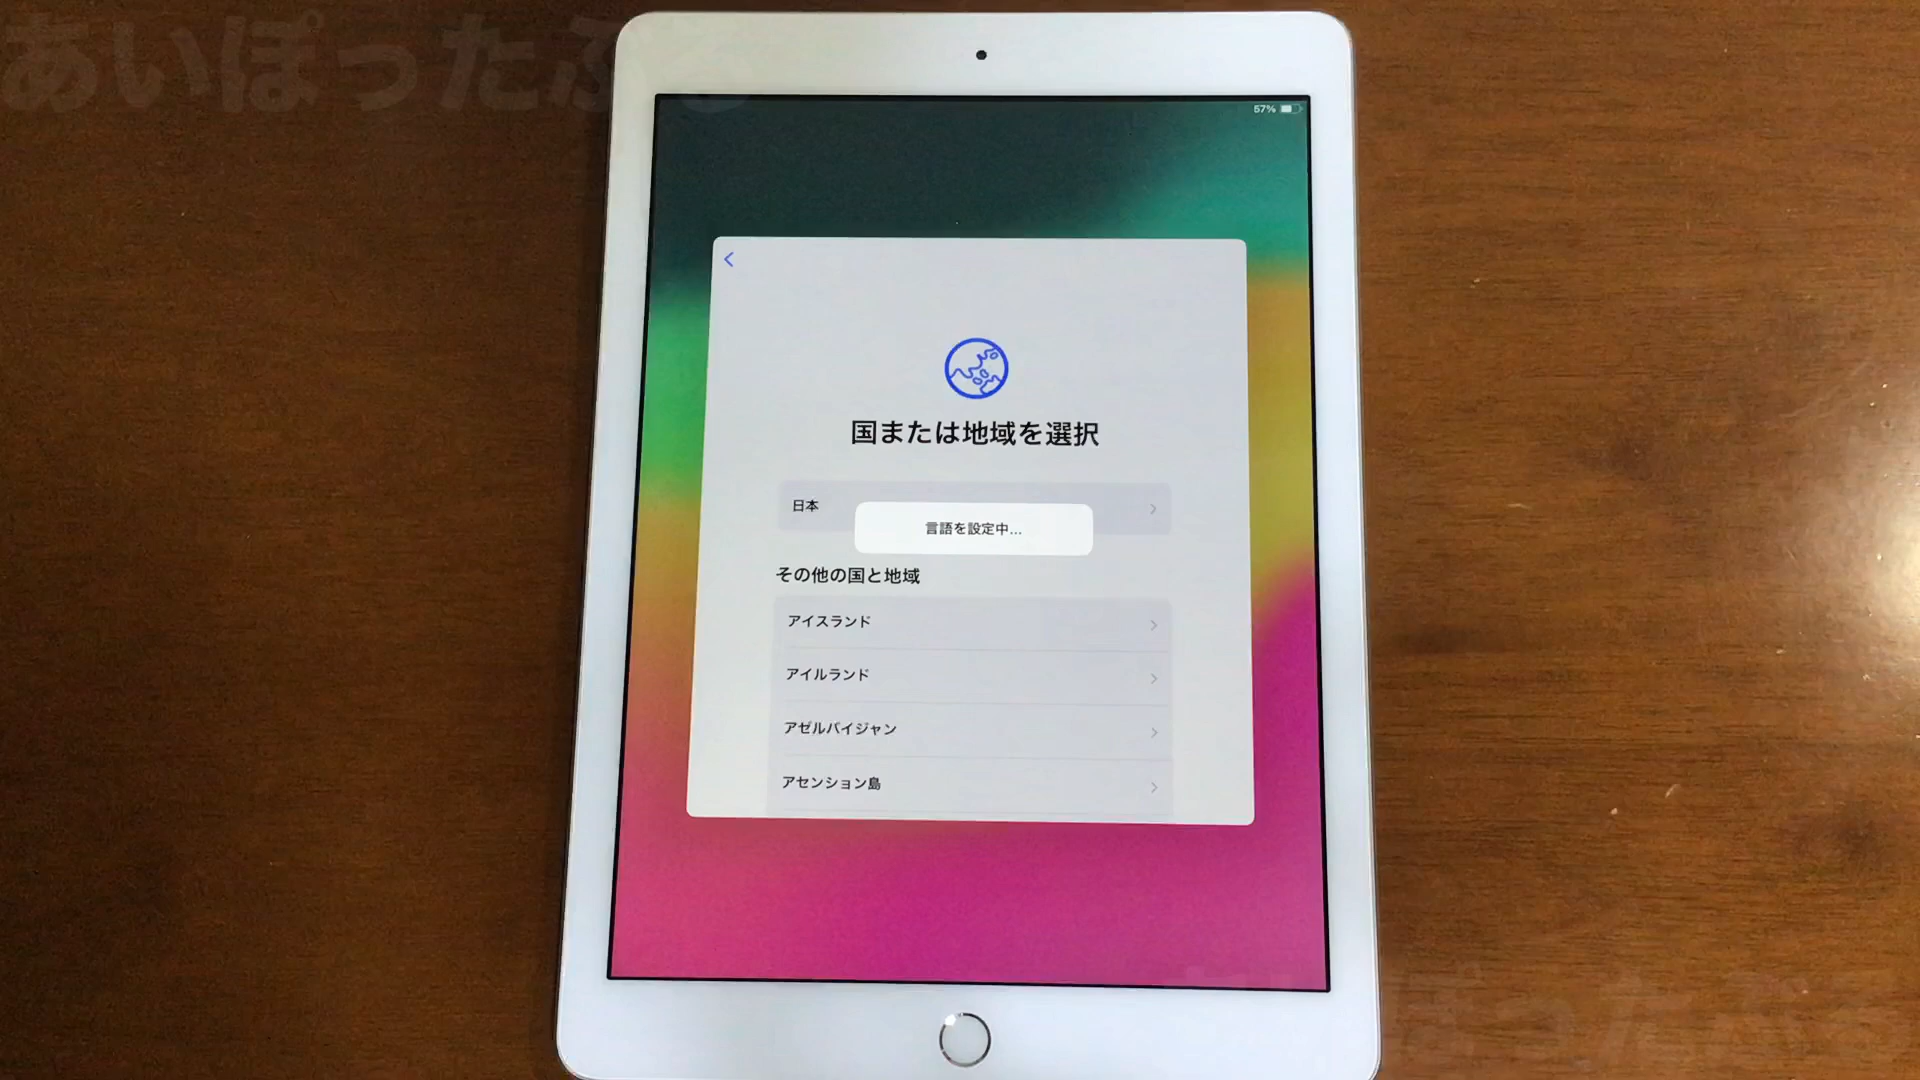 あいぽったぶる
57%
国または地域を選択
日本
言語を設定中...
その他の国と地域
アイスランド
アイルランド
アゼルバイジャン
アセンション島